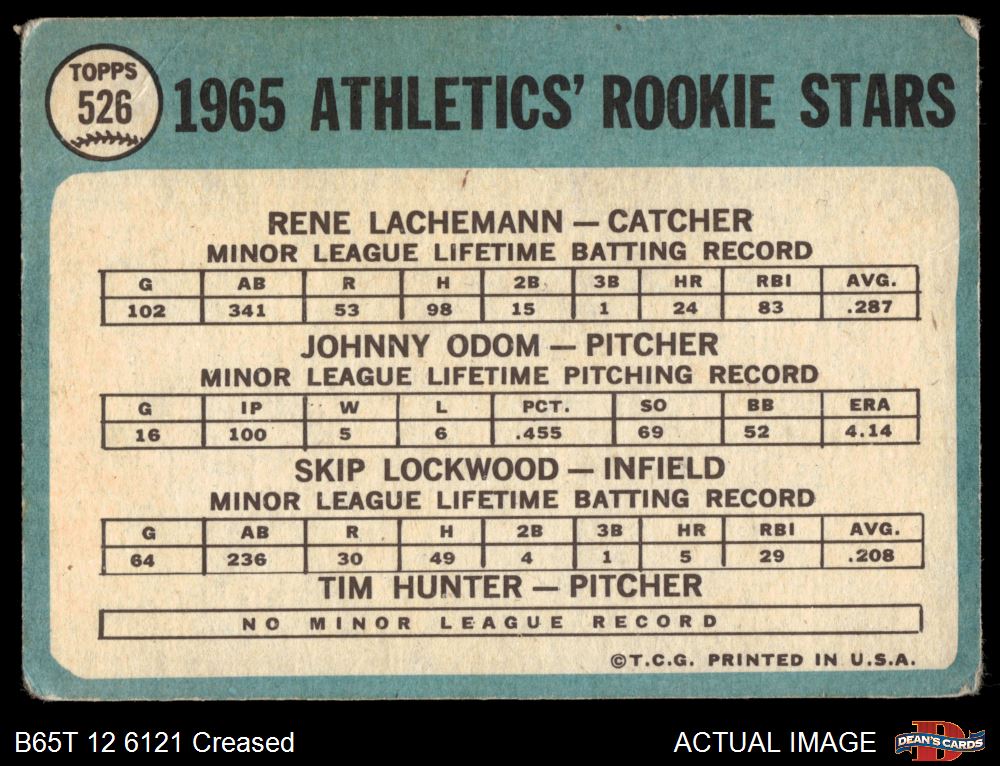 TOPPS
526
1965 ATHLETICS' ROOKIE STARS
RENE LACHEMANN — CATCHER
MINOR LEAGUE LIFETIME BATTING RECORD
G AB R H 2B 3B HR RBI AVG.
102 341 53 98 15 1 24 83 .287
JOHNNY ODOM — PITCHER
MINOR LEAGUE LIFETIME PITCHING RECORD
G IP W L PCT. SO BB ERA
16 100 5 6 .455 69 52 4.14
SKIP LOCKWOOD — INFIELD
MINOR LEAGUE LIFETIME BATTING RECORD
G AB R H 2B 3B HR RBI AVG.
64 236 30 49 4 1 5 29 .208
TIM HUNTER — PITCHER
NO MINOR LEAGUE RECORD
©T.C.G. PRINTED IN U.S.A.
B65T 12 6121 Creased
ACTUAL IMAGE
DEAN'S CARDS